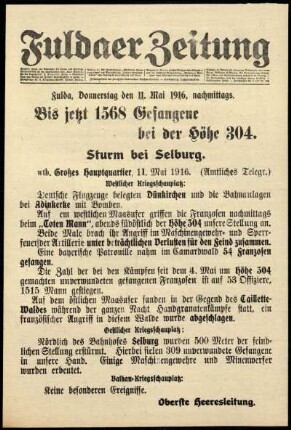 Fuldaer Zeitung
Fulda, Donnerstag den 11. Mai 1916, nachmittags.
Bis jetzt 1568 Gefangene
bei der Höhe 304.
Sturm bei Selburg.
wtb. Großes Hauptquartier, 11. Mai 1916. (Amtliches Telegr.)
Westlicher Kriegsschauplatz:
Deutsche Flugzeuge belegten Dünkirchen und die Bahnanlagen
bei Adinkerke mit Bomben.
Auf em westlichen Maasufer griffen die Franzosen nachmittags
beim „Toten Mann", ebends südöstlich der Höhe 304 unsere Stellung an.
Beide Male brach ihr Angriff im Maschinengewehr- und Sperr-
feuer der Artillerie unter beträchtlichen Verlusten für den Feind zusammen.
Eine bayerische Patrouille nahm im Camardwald 54 Franzosen
gefangen.
Die Zahl der bei den Kämpfen seit dem 4. Mai um Höhe 304
gemachten unverwundeten gefangenen Franzosen ist auf 53 Offiziere,
1515 Mann gestiegen.
Auf dem östlichen Maasufer fanden in der Gegend des Caillette-
Waldes während der ganzen Nacht Handgranatenkämpfe statt, ein
französischer Angriff in diesem Walde wurde abgeschlagen.
Oestlicher Kriegsschauplatz:
Nördlich des Bahnhofes Selburg wurden 500 Meter der feind-
lichen Stellung erstürmt. Hierbei fielen 309 unverwundete Gefangene
in unsere Hand. Einige Maschinengewehre und Minenwerfer
wurden erbeutet.
Balkan-Kriegsschauplatz:
Keine besonderen Ereignisse.
Oberste Heeresleitung.